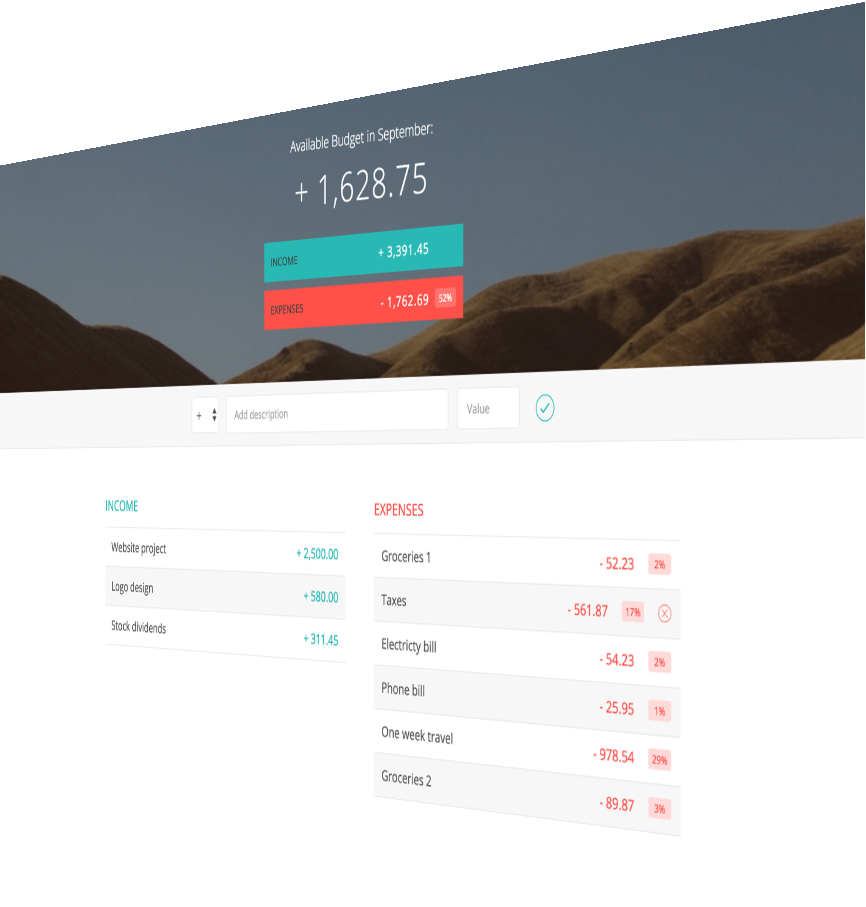 Available Budget in September:
+ 1,628.75
INCOME + 3,391.45
EXPENSES - 1,762.69 52%
+ Add description Value
INCOME
Website project + 2,500.00
Logo design + 580.00
Stock dividends + 311.45
EXPENSES
Groceries 1 - 52.23 2%
Taxes - 561.87 17%
Electricty bill - 54.23 2%
Phone bill - 25.95 1%
One week travel - 978.54 29%
Groceries 2 - 89.87 3%